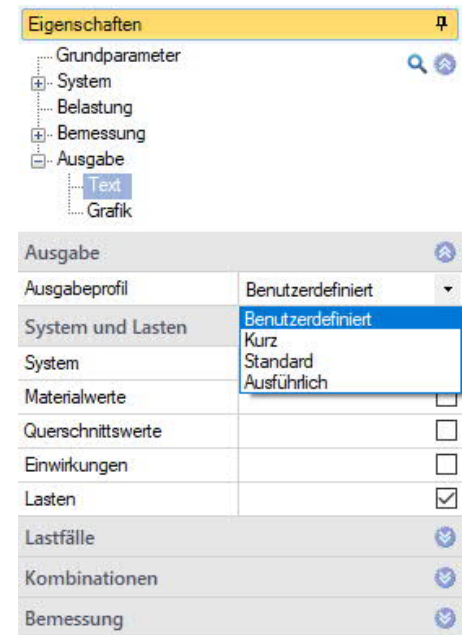 Eigenschaften
Grundparameter
System
Belastung
Bemessung
Ausgabe
Text
Grafik
Ausgabe
Ausgabeprofil Benutzerdefiniert
Benutzerdefiniert
Kurz
Standard
Ausführlich
System und Lasten
System
Materialwerte
Querschnittswerte
Einwirkungen
Lasten
Lastfälle
Kombinationen
Bemessung